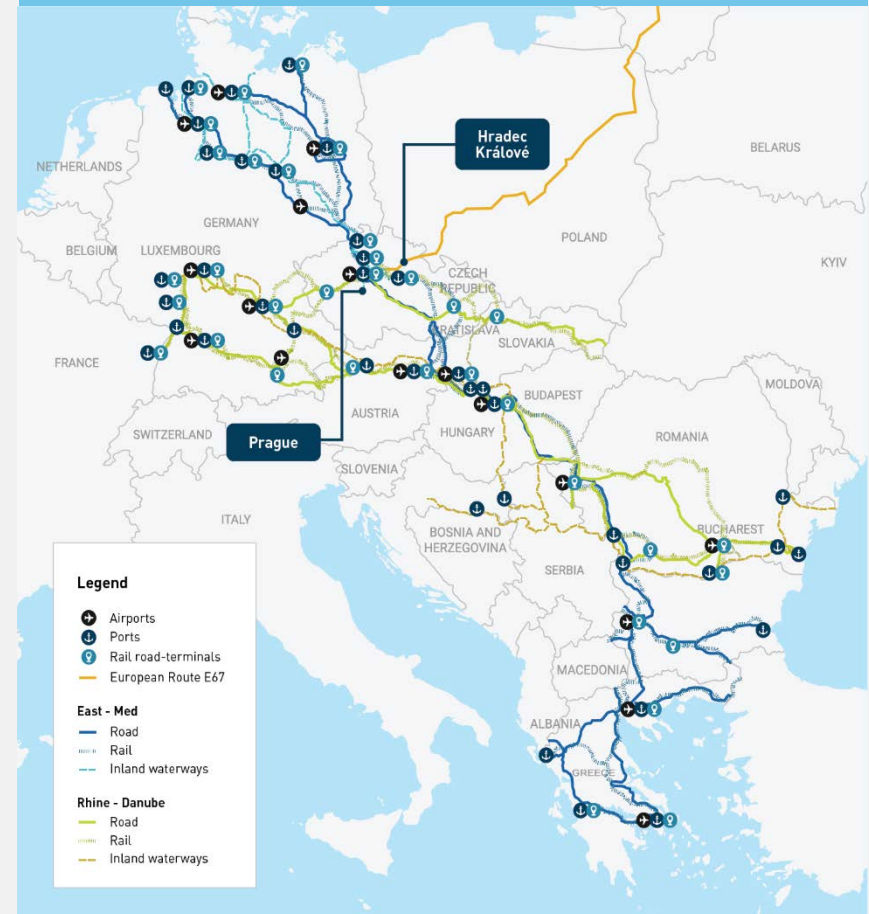 Hradec
Králové
BELARUS
NETHERLANDS
GERMANY
POLAND
BELGIUM
LUXEMBOURG
KYIV
CZECH
REPUBLIC
FRANCE
RATISLAVA
SLOVAKIA
MOLDOVA
BUDAPEST
AUSTRIA
SWITZERLAND
Prague
HUNGARY
ROMANIA
SLOVENIA
ITALY
BOSNIA AND
HERZEGOVINA
BUCHAREST
SERBIA
Legend
Airports
Ports
Rail road-terminals
European Route E67
East - Med
Road
Rail
Inland waterways
Rhine - Danube
Road
Rail
Inland waterways
MACEDONIA
ALBANIA
GREECE